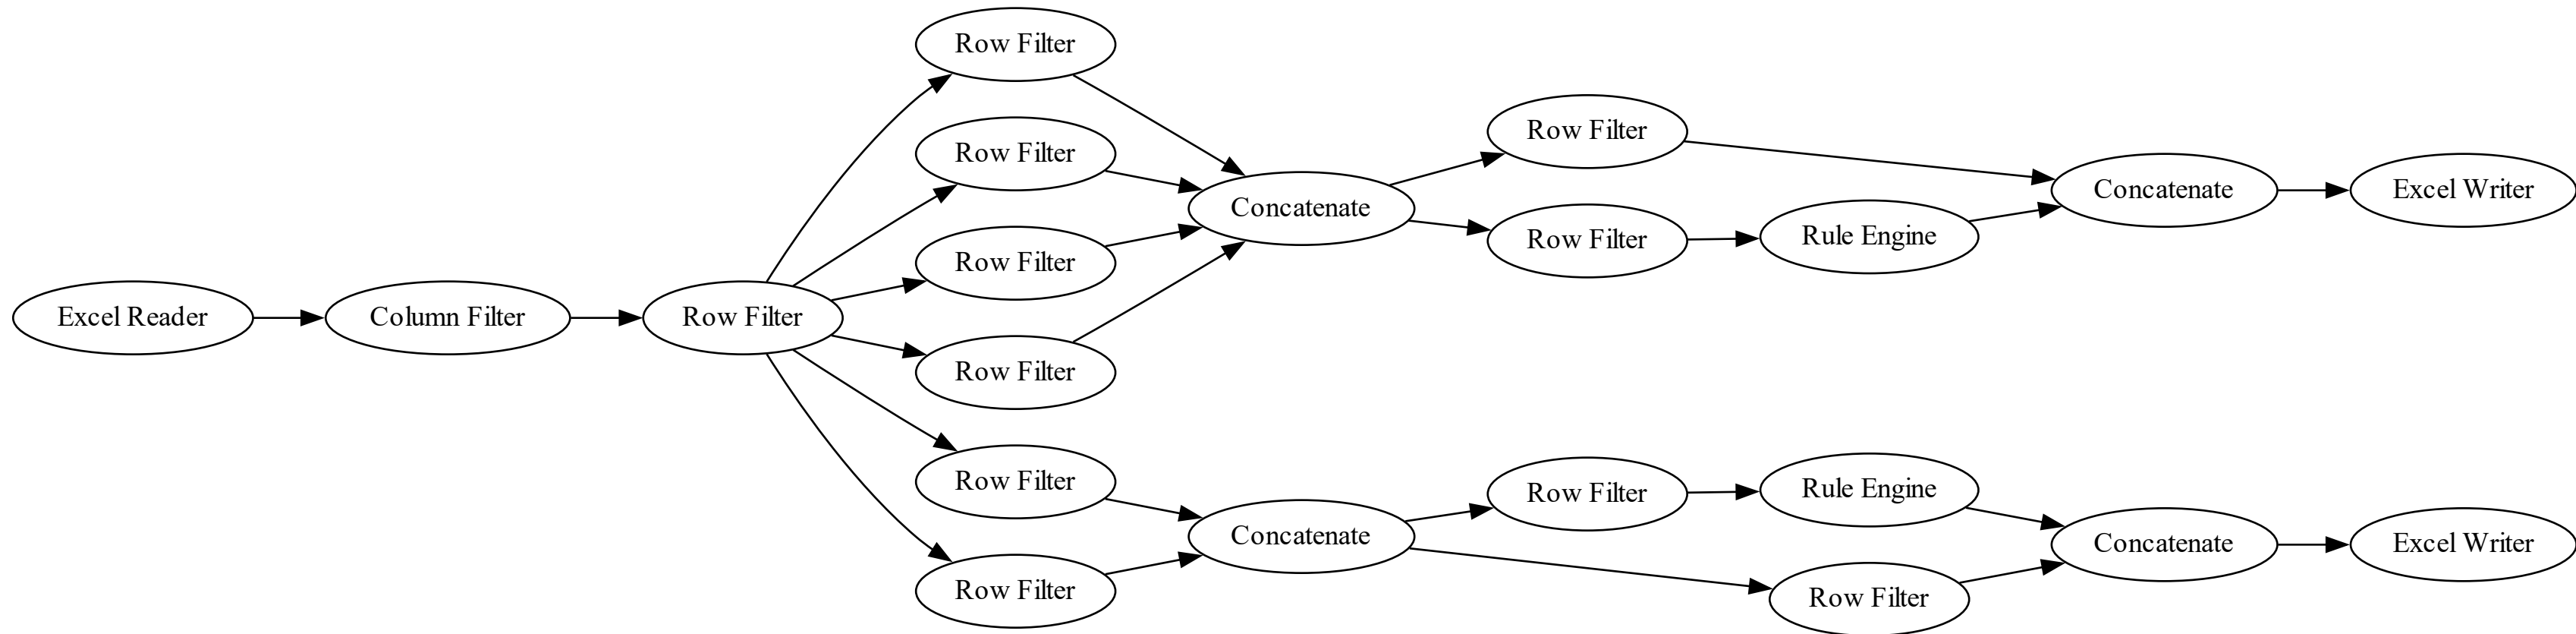 Excel Reader
Column Filter
Row Filter
Row Filter
Row Filter
Row Filter
Row Filter
Row Filter
Row Filter
Concatenate
Concatenate
Row Filter
Row Filter
Rule Engine
Row Filter
Rule Engine
Row Filter
Concatenate
Excel Writer
Concatenate
Excel Writer